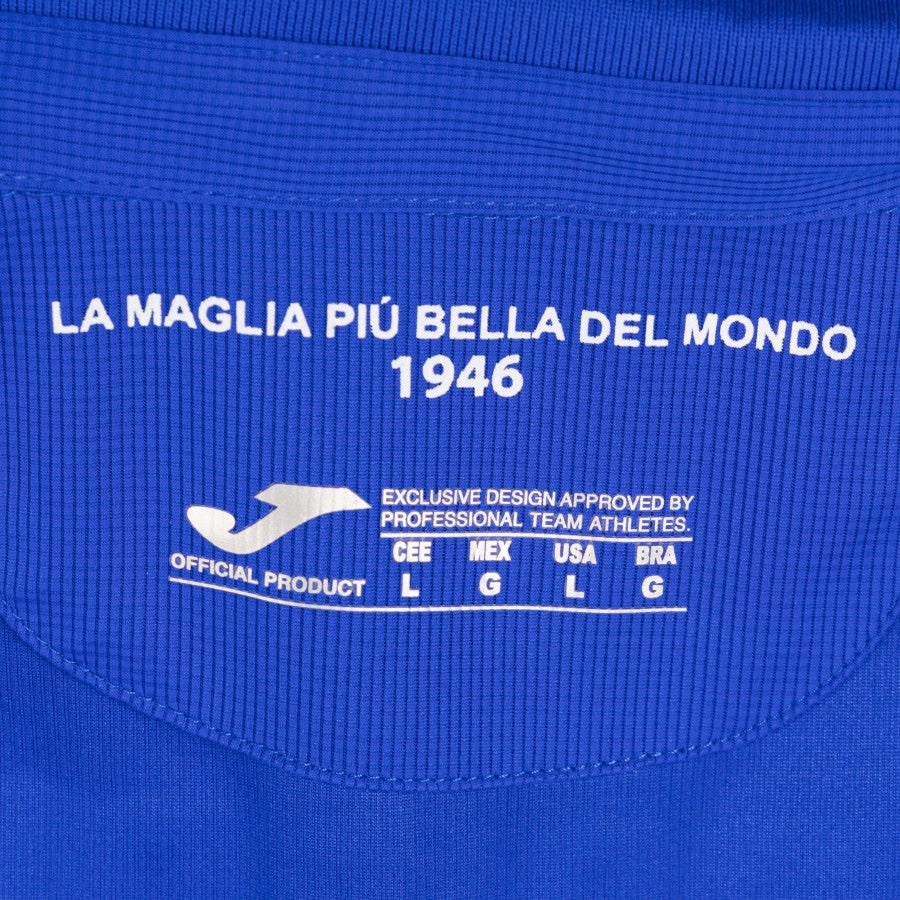 LA MAGLIA PIÚ BELLA DEL MONDO
1946
EXCLUSIVE DESIGN APPROVED BY
PROFESSIONAL TEAM ATHLETES.
OFFICIAL PRODUCT
CEE MEX USA BRA
L G L G